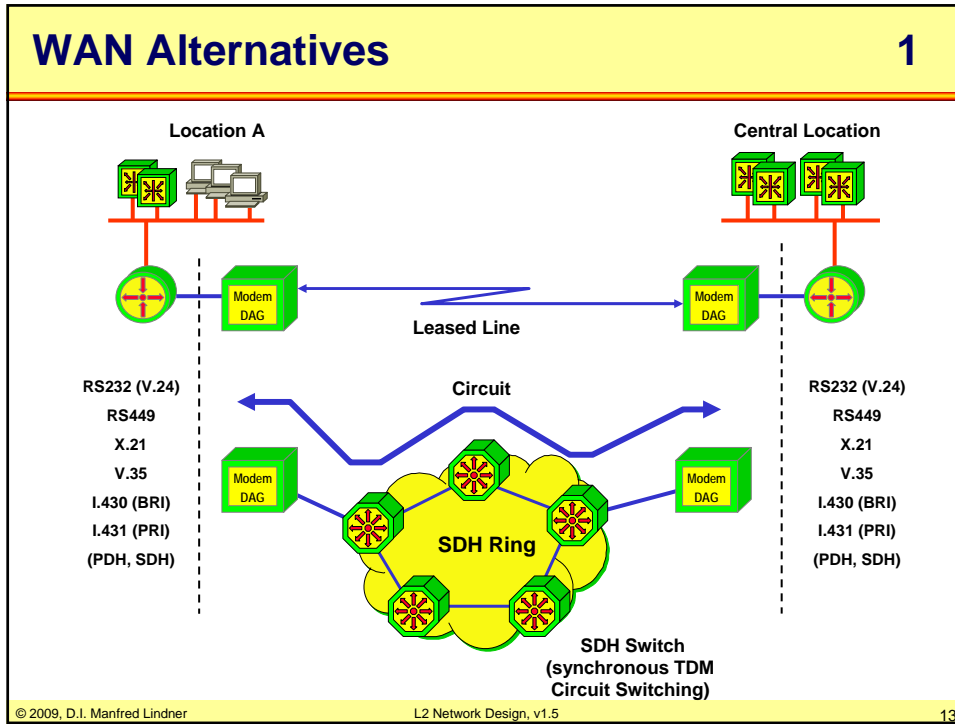 WAN Alternatives 1
Location A
Central Location
Modem
DAG
Modem
DAG
Leased Line
RS232 (V.24)
RS449
X.21
V.35
I.430 (BRI)
I.431 (PRI)
(PDH, SDH)
Circuit
RS232 (V.24)
RS449
X.21
V.35
I.430 (BRI)
I.431 (PRI)
(PDH, SDH)
Modem
DAG
Modem
DAG
SDH Ring
SDH Switch
(synchronous TDM
Circuit Switching)
© 2009, D.I. Manfred Lindner L2 Network Design, v1.5 13